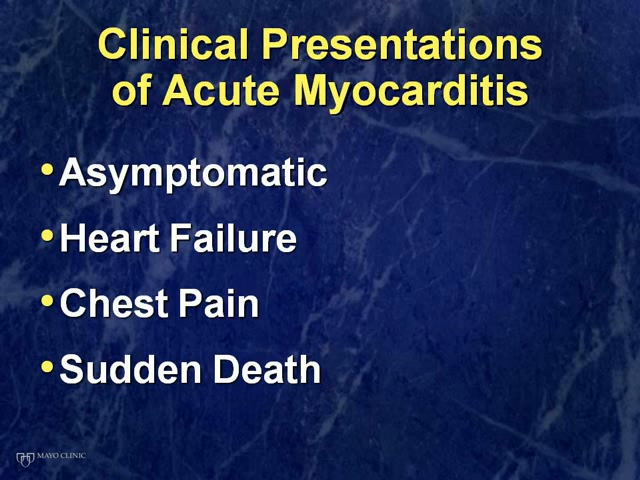 Clinical Presentations
of Acute Myocarditis
• Asymptomatic
• Heart Failure
• Chest Pain
• Sudden Death
MAYO CLINIC